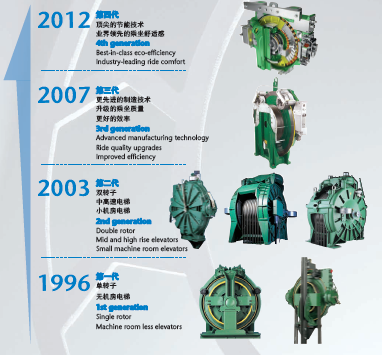 2012 第四代
顶尖的节能技术
业界领先的乘坐舒适感
4th generation
Best-in-class eco-efficiency
Industry-leading ride comfort
2007 第三代
更先进的制造技术
升级的乘坐质量
更好的效率
3rd generation
Advanced manufacturing technology
Ride quality upgrades
Improved efficiency
2003 第二代
双转子
中高速电梯
小机房电梯
2nd generation
Double rotor
Mid and high rise elevators
Small machine room elevators
1996 第一代
单转子
无机房电梯
1st generation
Single rotor
Machine room less elevators